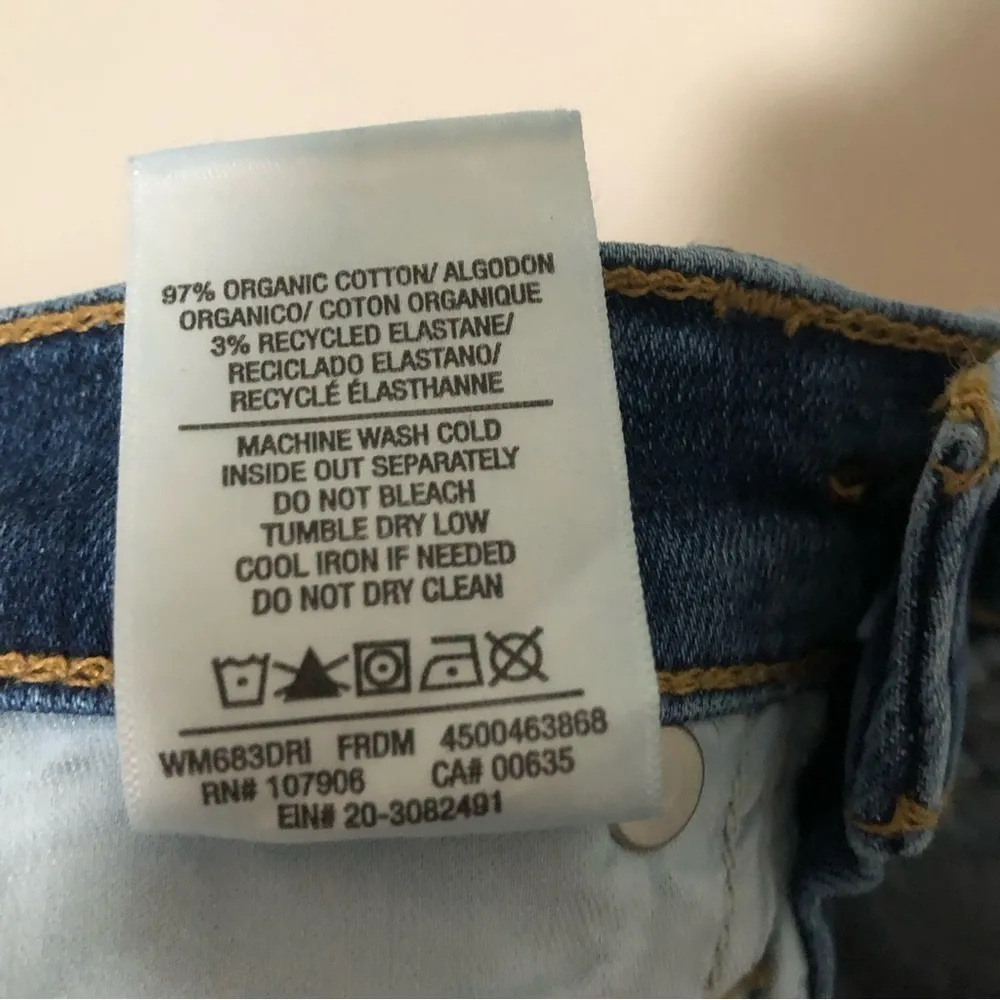 97% ORGANIC COTTON/ ALGODON
ORGANICO/ COTON ORGANIQUE
3% RECYCLED ELASTANE/
RECICLADO ELASTANO/
RECYCLÉ ÉLASTHANNE
MACHINE WASH COLD
INSIDE OUT SEPARATELY
DO NOT BLEACH
TUMBLE DRY LOW
COOL IRON IF NEEDED
DO NOT DRY CLEAN
WM683DRI FRDM 4500463868
RN# 107906 CA# 00635
EIN# 20-3082491